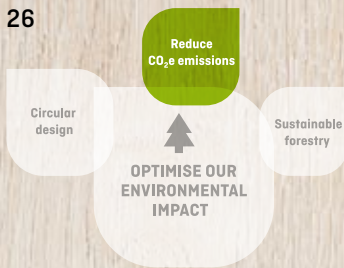 26
Reduce
CO₂e emissions
Circular
design
Sustainable
forestry
OPTIMISE OUR
ENVIRONMENTAL
IMPACT